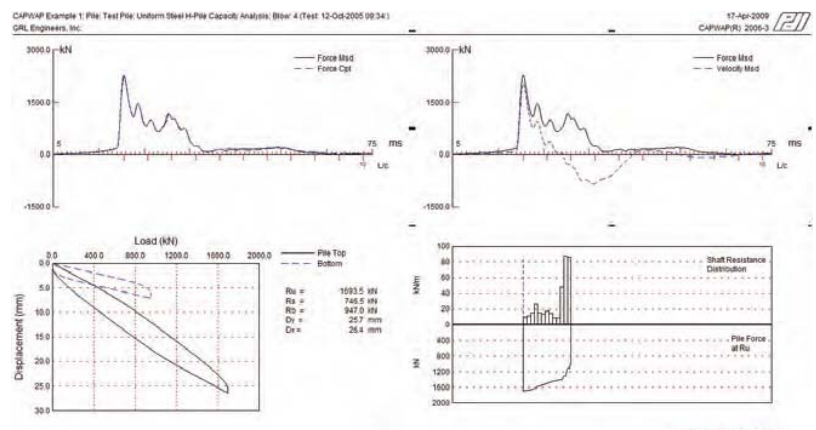 CAPWAP Example 1; Pile: Test Pile: Uniform Steel H-Pile Capacity Analysis; Blow: 4 (Test: 12-Oct-2005 09:34:)
17-Apr-2009
GRL Engineers, Inc.
CAPWAP(R) 2006-3
3000.0 kN
Force Msd
Force Cpt
1500.0
5
75 ms
0.0
L/c
-1500.0
3000.0 kN
Force Msd
Velocity Msd
1500.0
5
75 ms
0.0
L/c
-1500.0
Load (kN)
0.0 400.0 800.0 1200.0 1600.0 2000.0
0.0
5.0
10.0
15.0
20.0
25.0
30.0
Displacement (mm)
Pile Top
Bottom
Ru = 1693.5 kN
Rs = 746.5 kN
Rb = 947.0 kN
Dy = 25.7 mm
Dx = 26.4 mm
100
80
60
40
20
0
kN/m
Shaft Resistance
Distribution
400
800
1200
1600
2000
kN
Pile Force
at Ru